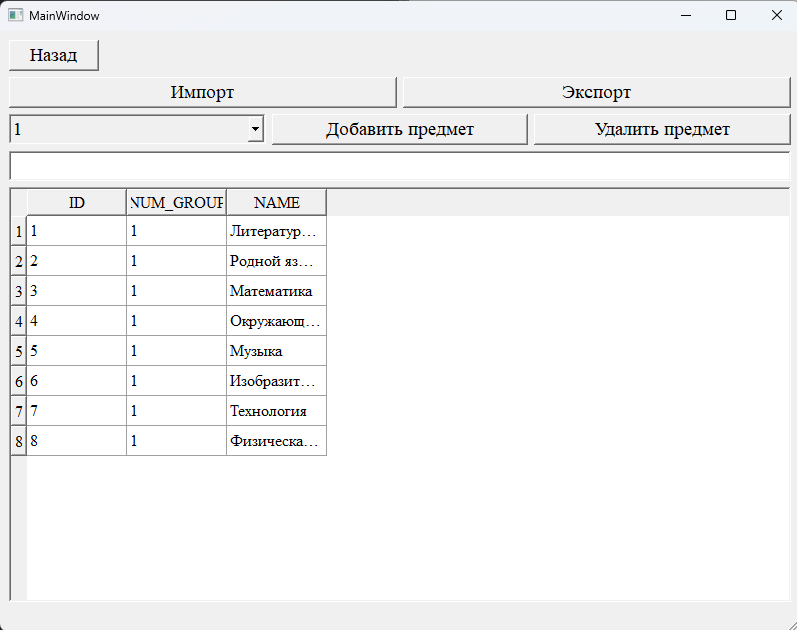 MainWindow
Назад
Импорт Экспорт
1 Добавить предмет Удалить предмет
ID NUM_GROUP NAME
1 1 1 Литератур…
2 2 1 Родной яз…
3 3 1 Математика
4 4 1 Окружающ…
5 5 1 Музыка
6 6 1 Изобразит…
7 7 1 Технология
8 8 1 Физическа…